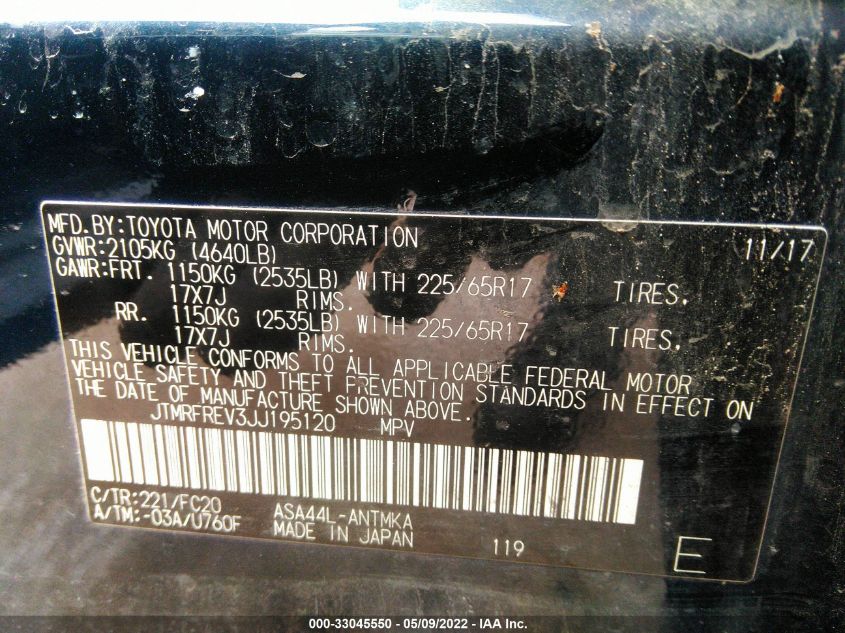 MFD.BY:TOYOTA MOTOR CORPORATION 11/17
GVWR:2105KG (4640LB)
GAWR:FRT. 1150KG (2535LB) WITH 225/65R17 TIRES,
17X7J RIMS.
RR. 1150KG (2535LB) WITH 225/65R17 TIRES,
17X7J RIMS.
THIS VEHICLE CONFORMS TO ALL APPLICABLE FEDERAL MOTOR
VEHICLE SAFETY AND THEFT PREVENTION STANDARDS IN EFFECT ON
THE DATE OF MANUFACTURE SHOWN ABOVE.
JTMRFREV3JJ195120 MPV
C/TR:221/FC20 ASA44L-ANTMKA
A/TM:-03A/U760F MADE IN JAPAN 119 E
000-33045550 - 05/09/2022 - IAA Inc.